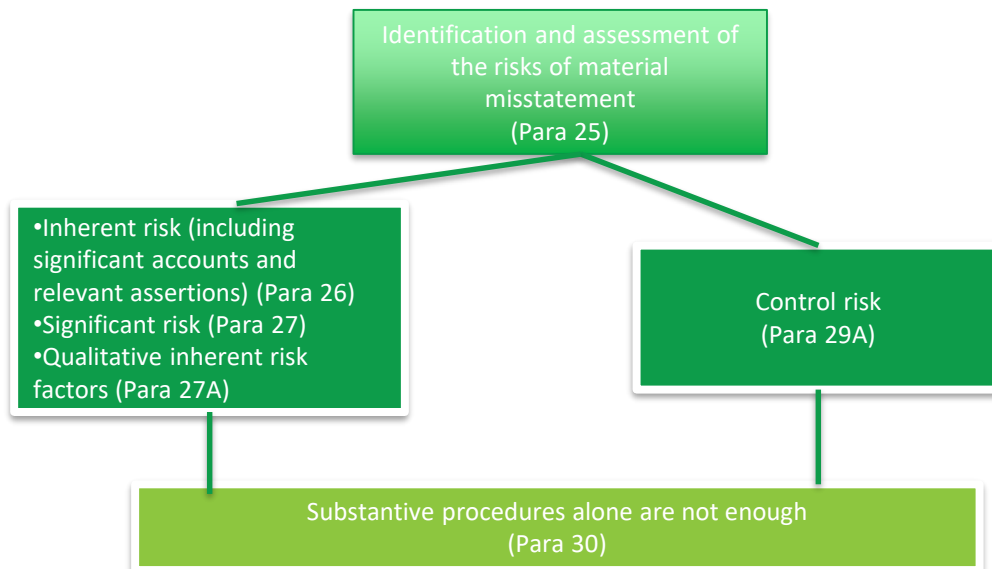 Identification and assessment of
the risks of material
misstatement
(Para 25)
•Inherent risk (including
significant accounts and
relevant assertions) (Para 26)
•Significant risk (Para 27)
•Qualitative inherent risk
factors (Para 27A)
Control risk
(Para 29A)
Substantive procedures alone are not enough
(Para 30)